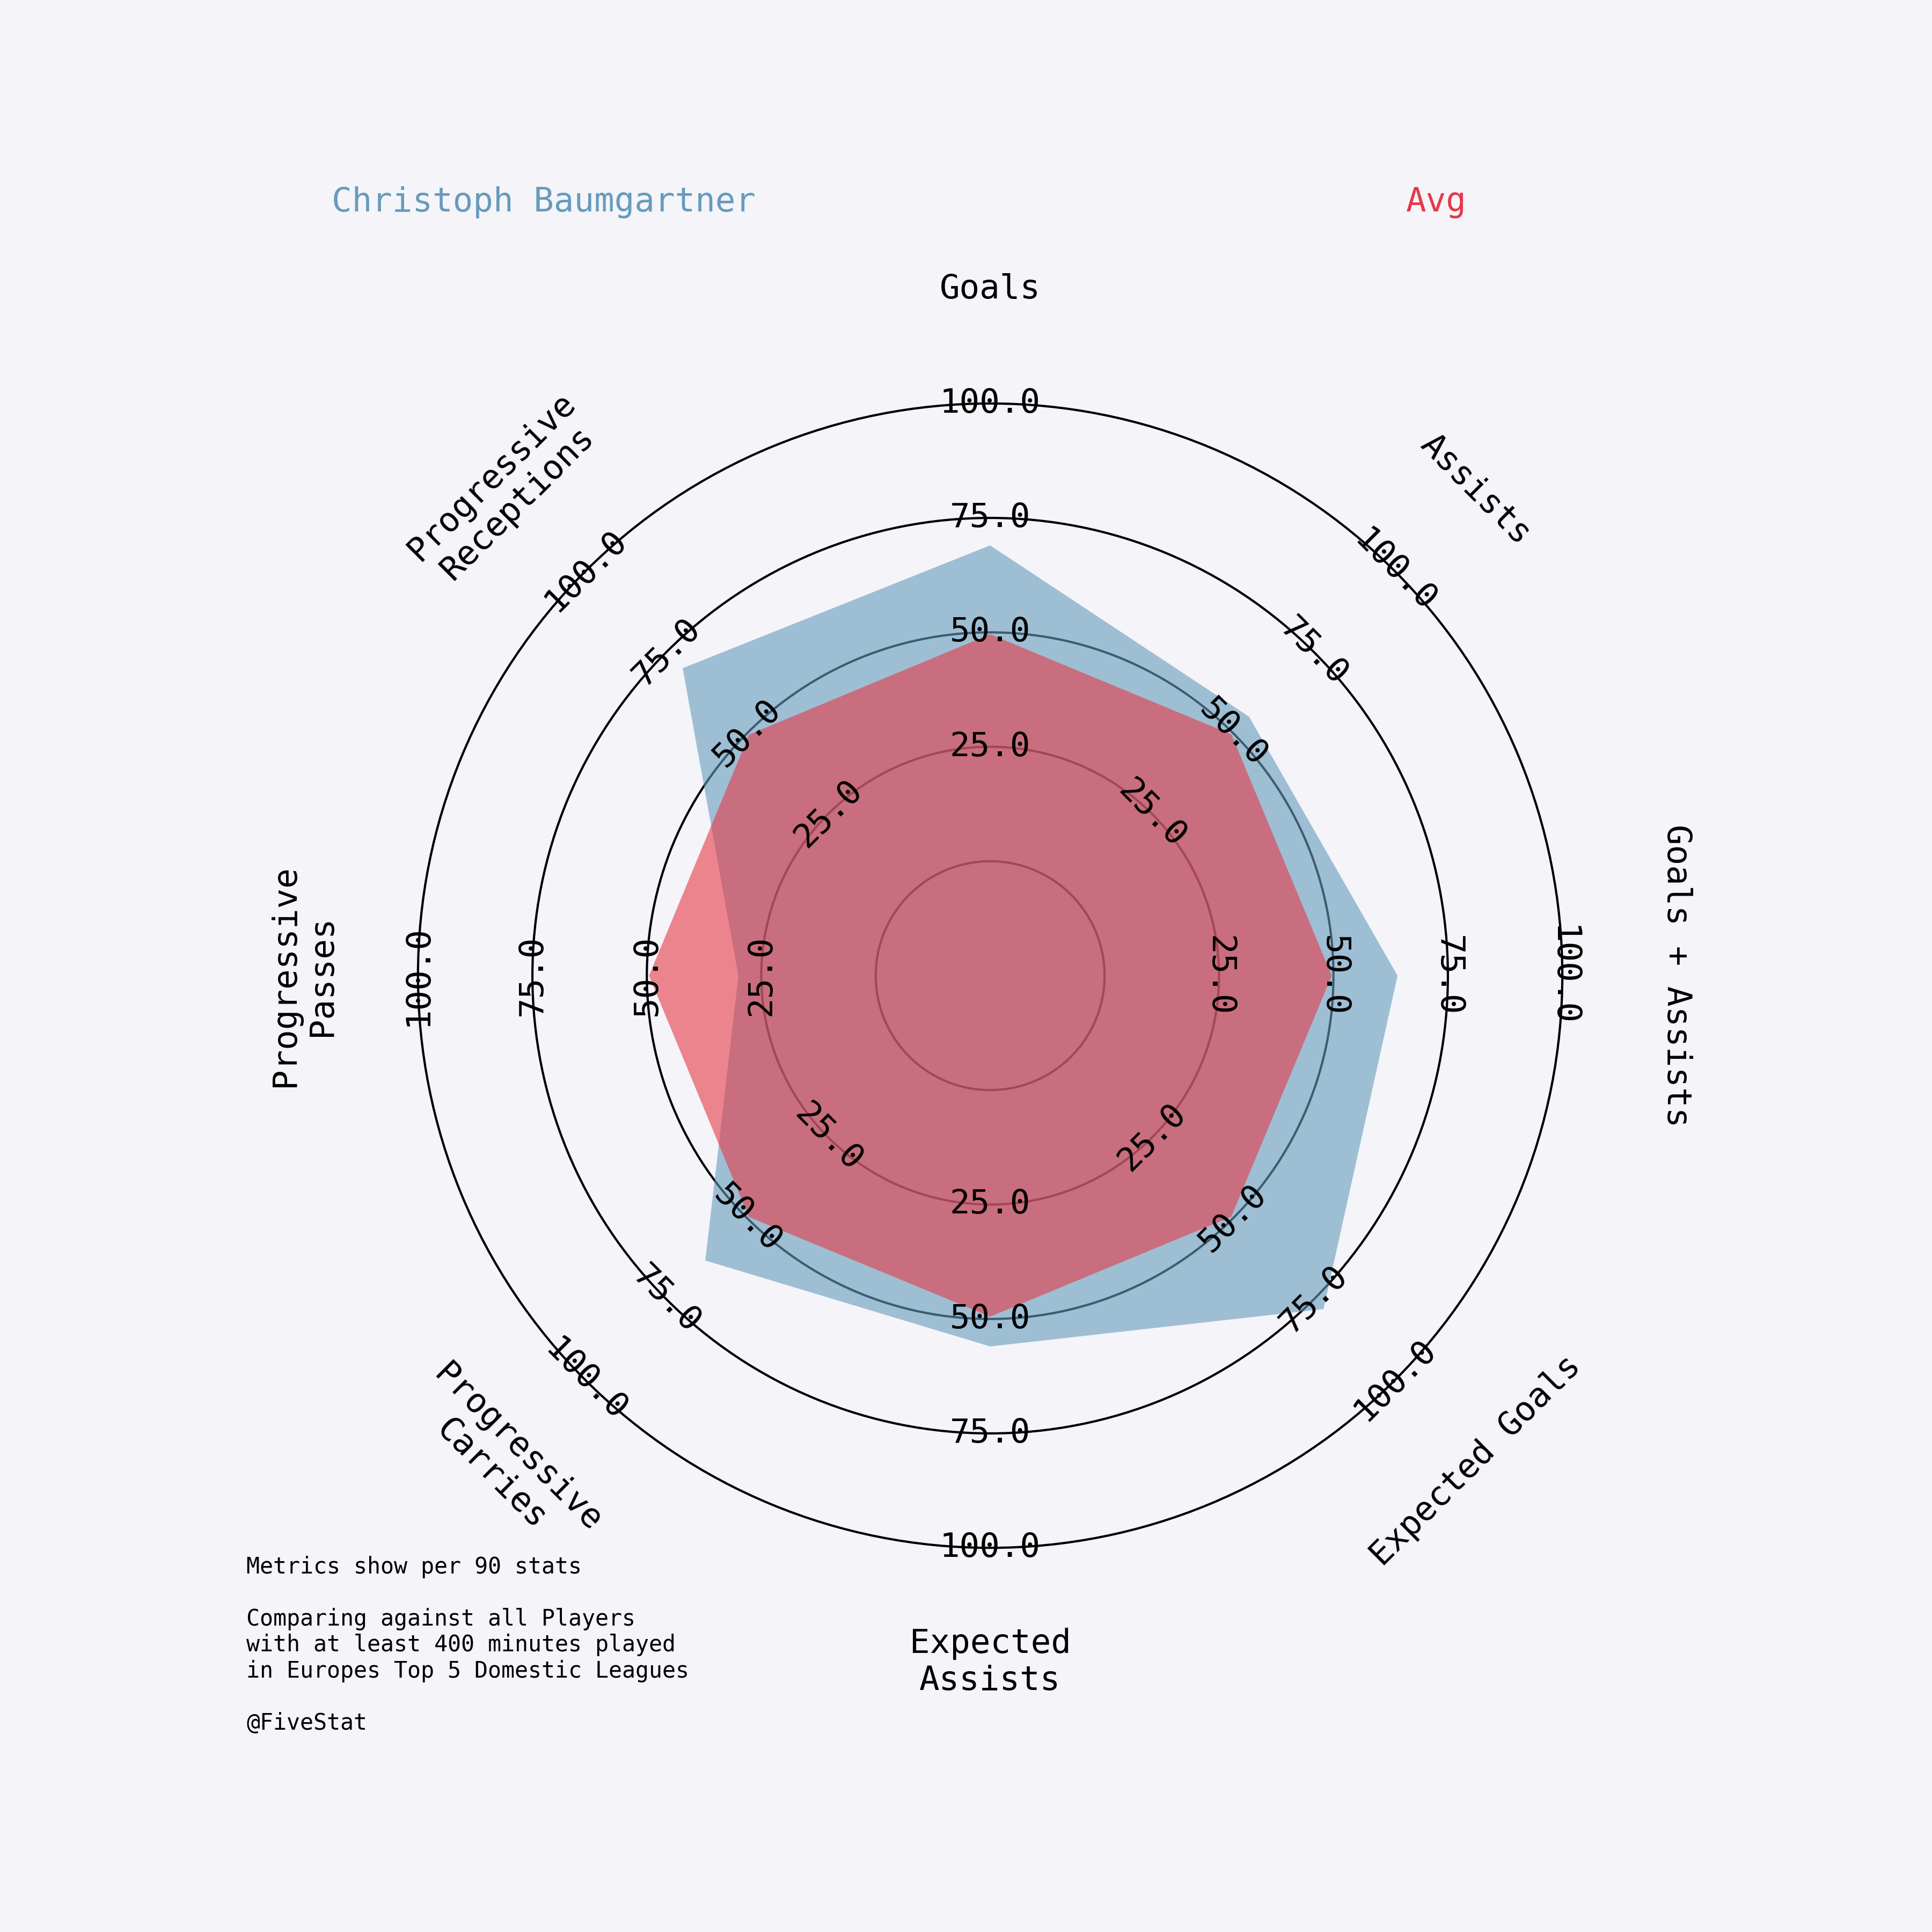 Christoph Baumgartner
Avg
Goals
Assists
Goals + Assists
Expected Goals
Expected
Assists
Progressive
Carries
Progressive
Passes
Progressive
Receptions
25.0
50.0
75.0
100.0
25.0
50.0
75.0
100.0
25.0
50.0
75.0
100.0
25.0
50.0
75.0
100.0
25.0
50.0
75.0
100.0
25.0
50.0
75.0
100.0
25.0
50.0
75.0
100.0
25.0
50.0
75.0
100.0
Metrics show per 90 stats
Comparing against all Players
with at least 400 minutes played
in Europes Top 5 Domestic Leagues
@FiveStat